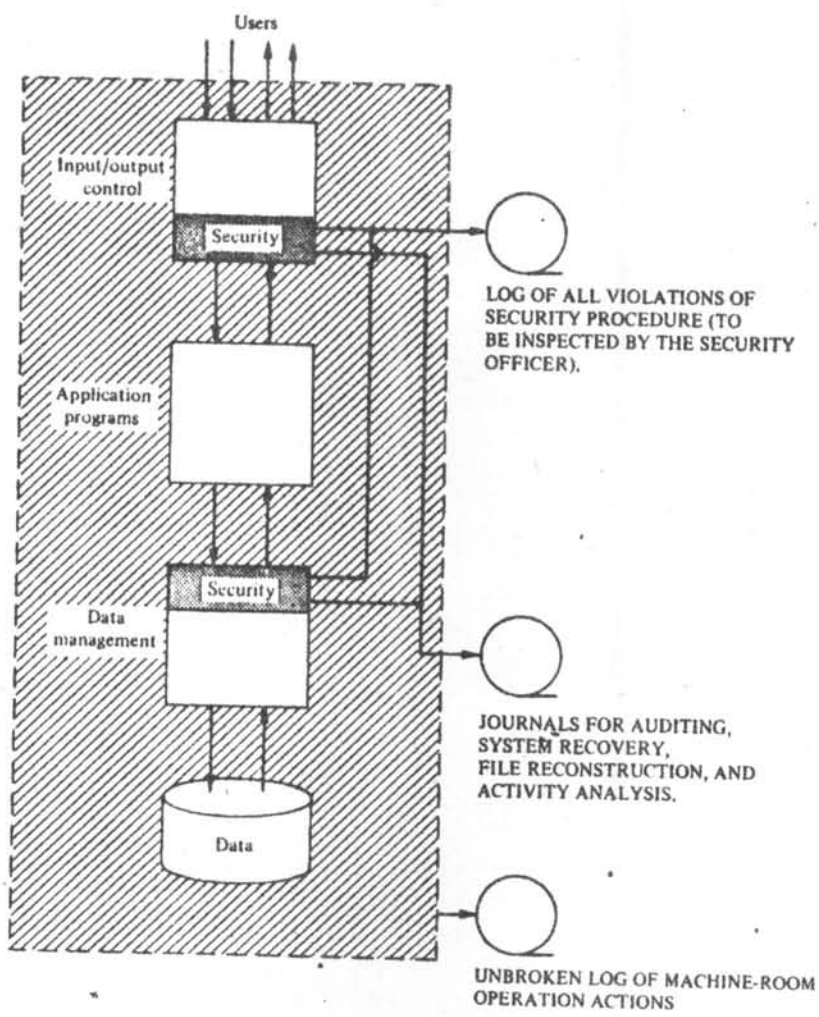 Users
Input/output
control
Security
LOG OF ALL VIOLATIONS OF
SECURITY PROCEDURE (TO
BE INSPECTED BY THE SECURITY
OFFICER).
Application
programs
Security
Data
management
JOURNALS FOR AUDITING,
SYSTEM RECOVERY,
FILE RECONSTRUCTION, AND
ACTIVITY ANALYSIS.
Data
UNBROKEN LOG OF MACHINE-ROOM
OPERATION ACTIONS